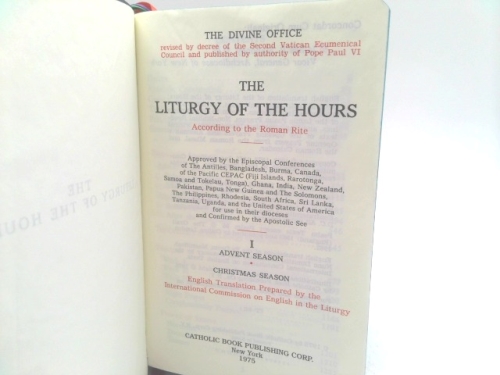 THE DIVINE OFFICE
revised by decree of the Second Vatican Ecumenical
Council and published by authority of Pope Paul VI
THE
LITURGY OF THE HOURS
According to the Roman Rite
Approved by the Episcopal Conferences
of The Antilles, Bangladesh, Burma, Canada,
of the Pacific CEPAC (Fiji Islands, Rarotonga,
Samoa and Tokelau, Tonga), Ghana, India, New Zealand,
Pakistan, Papua New Guinea and The Solomons,
The Philippines, Rhodesia, South Africa, Sri Lanka,
Tanzania, Uganda, and the United States of America
for use in their dioceses
and Confirmed by the Apostolic See
I
ADVENT SEASON
CHRISTMAS SEASON
English Translation Prepared by the
International Commission on English in the Liturgy
CATHOLIC BOOK PUBLISHING CORP.
New York
1975